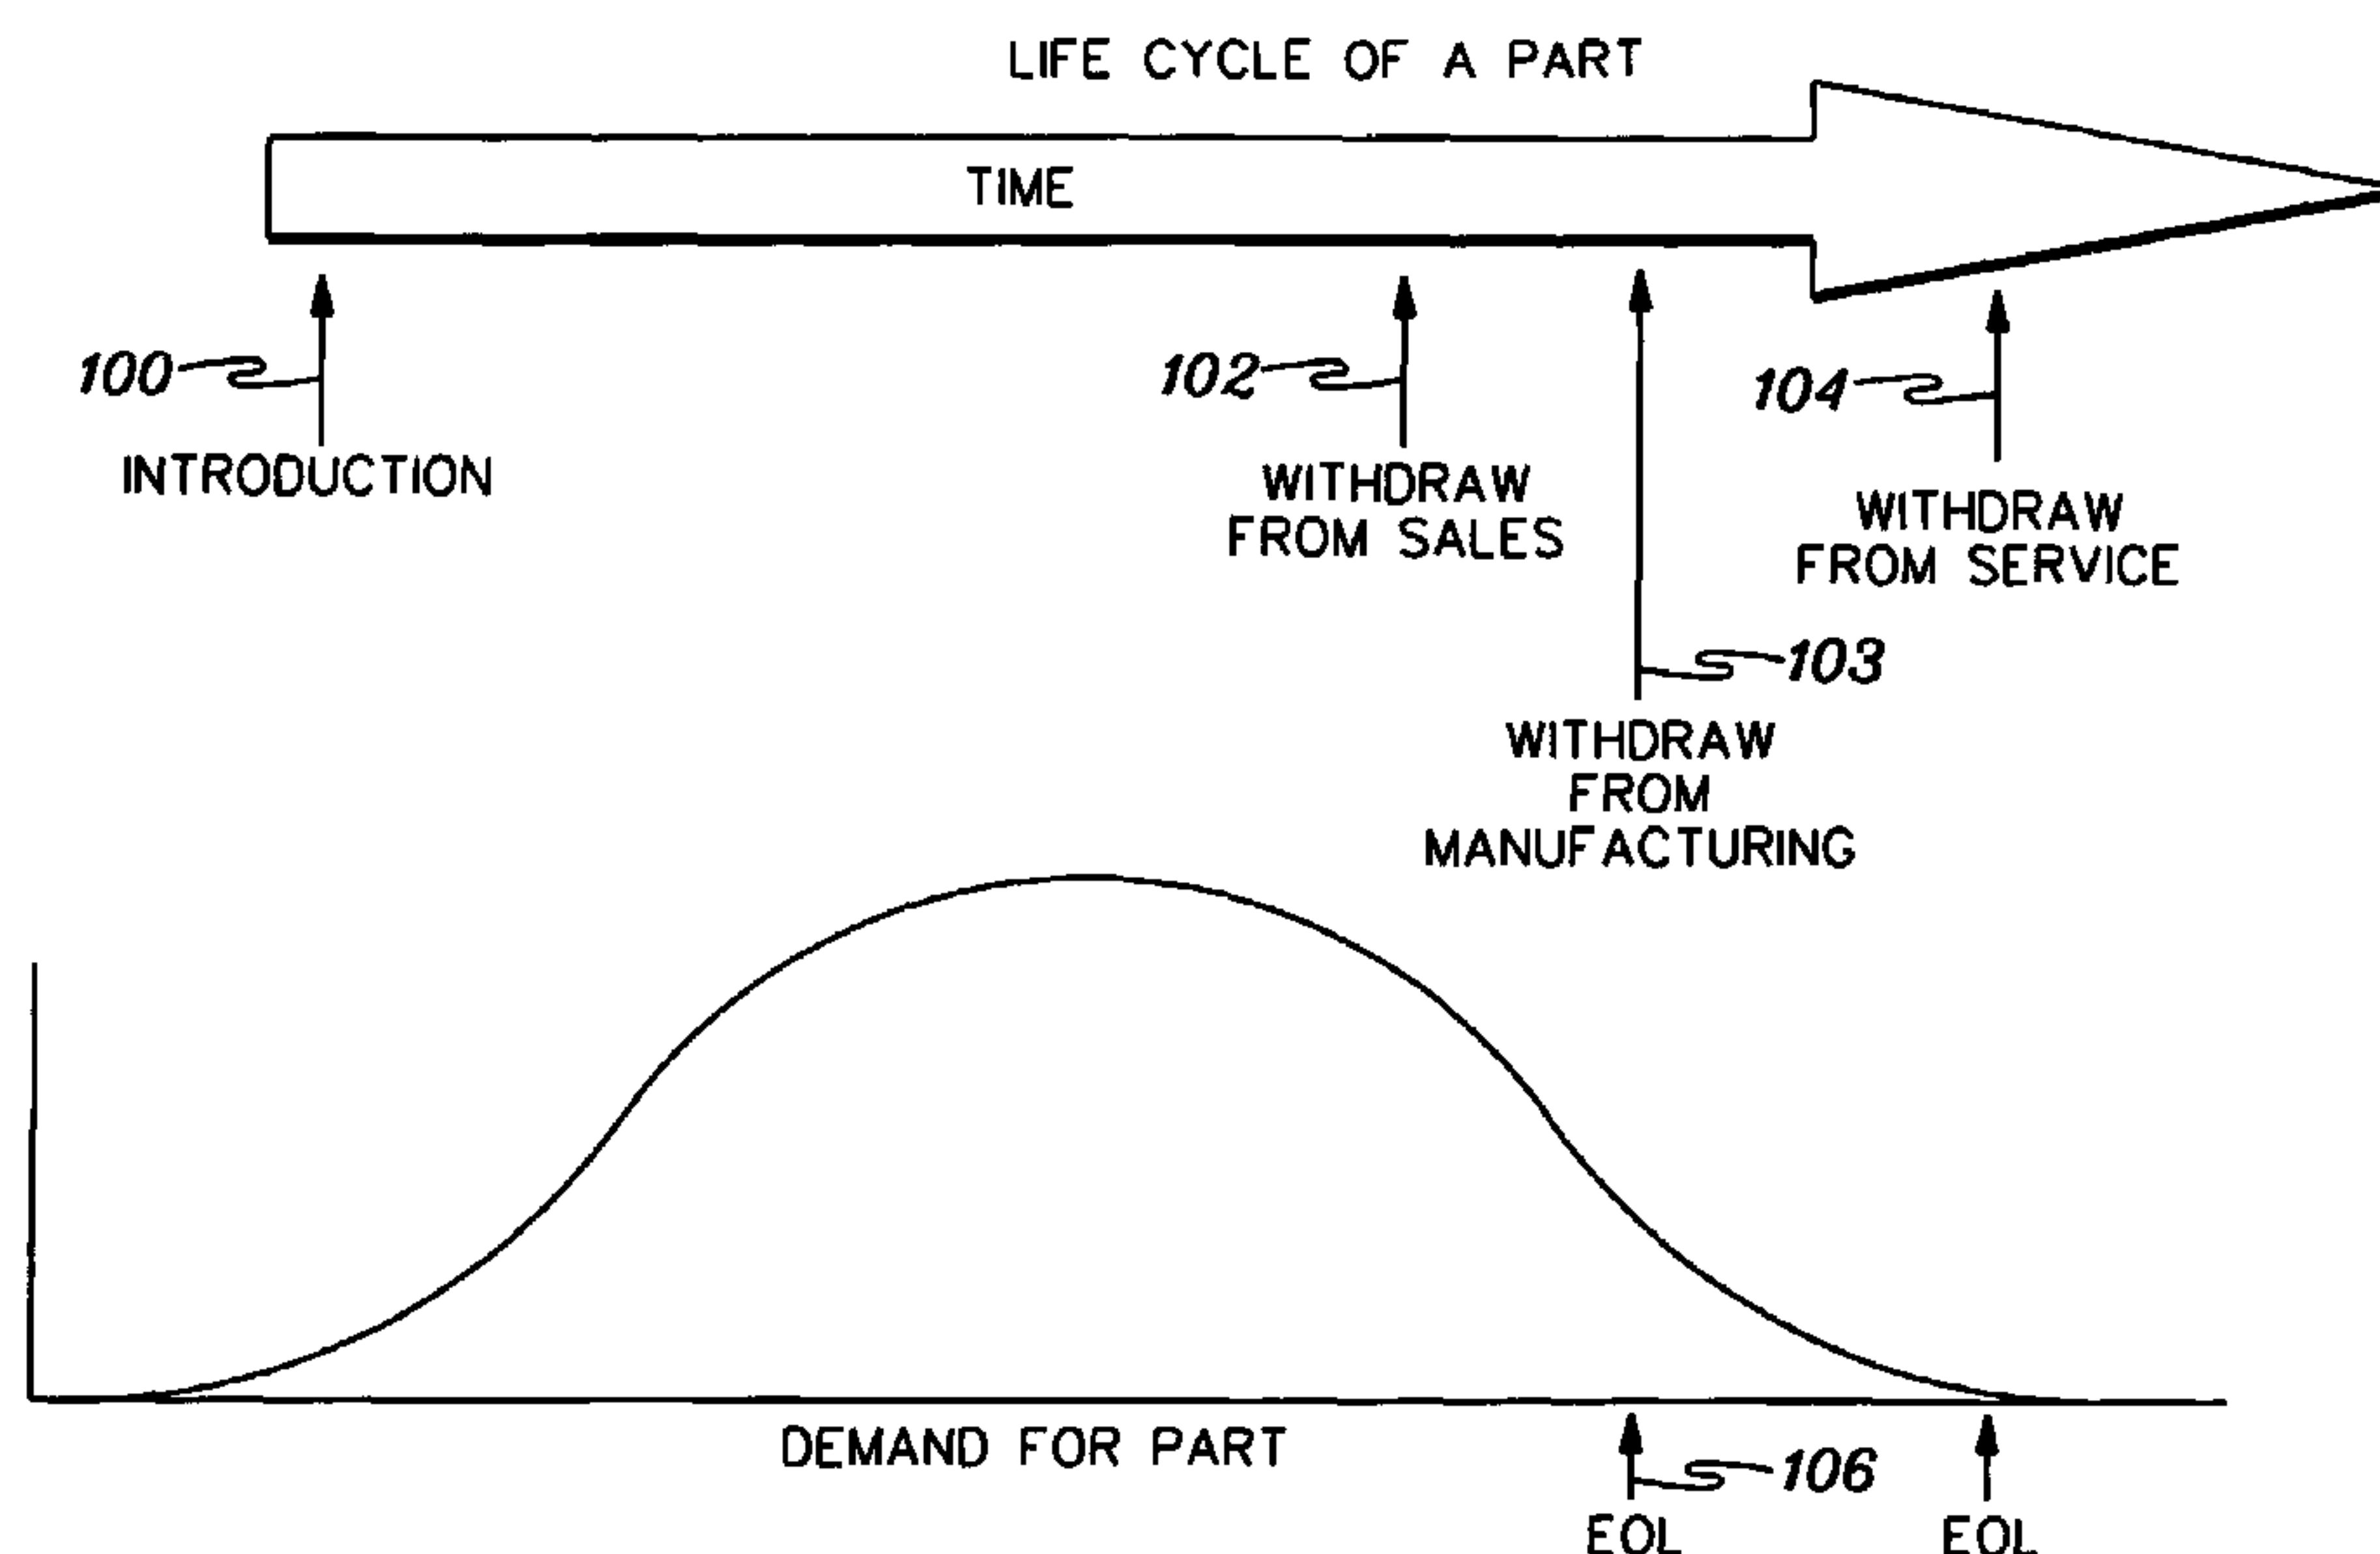 LIFE CYCLE OF A PART
TIME
100
102
104
INTRODUCTION
WITHDRAW
FROM SALES
WITHDRAW
FROM SERVICE
103
WITHDRAW
FROM
MANUFACTURING
DEMAND FOR PART
106
EOL
EOL